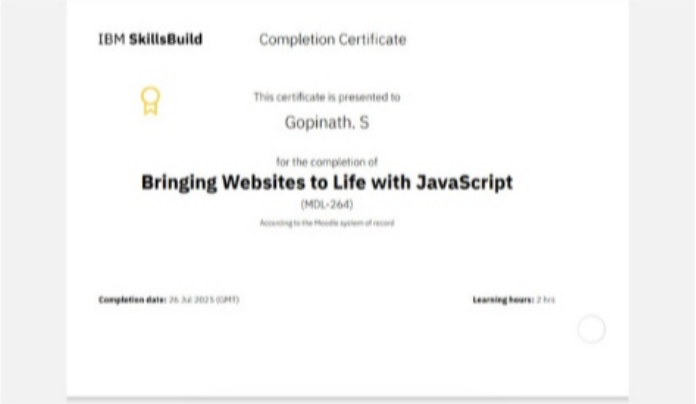 IBM SkillsBuild
Completion Certificate
This certificate is presented to
Gopinath, S
for the completion of
Bringing Websites to Life with JavaScript
(MDL-264)
According to the Moodle system of record
Completion date: 26 Jul 2025 (GMT)
Learning hours: 2 hrs